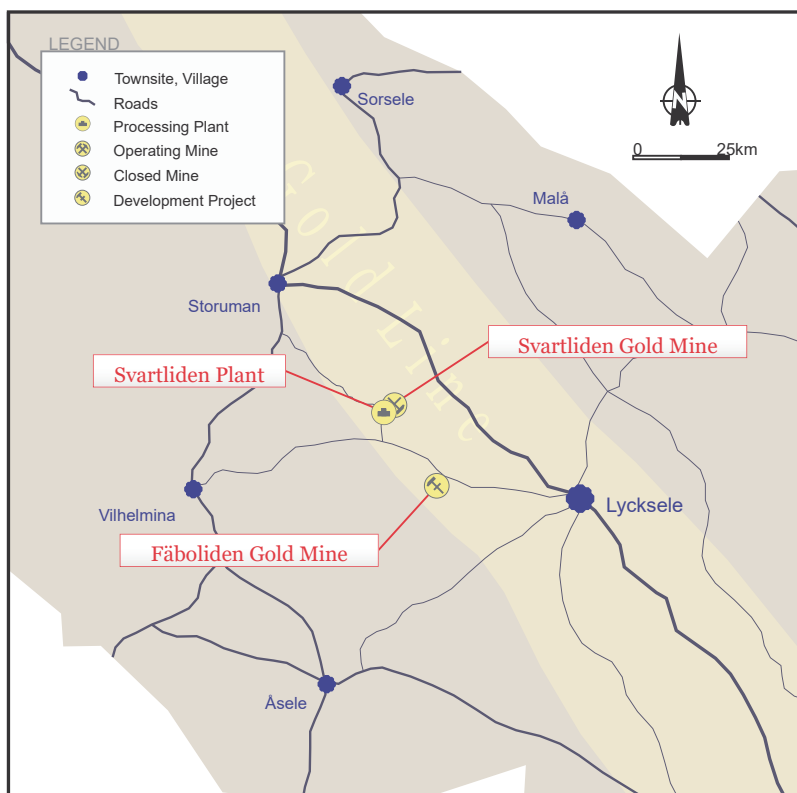 LEGEND
Townsite, Village
Roads
Processing Plant
Operating Mine
Closed Mine
Development Project
N
0 25km
Sorsele
Malå
Gold Line
Storuman
Svartliden Gold Mine
Svartliden Plant
Vilhelmina
Lycksele
Fäboliden Gold Mine
Åsele